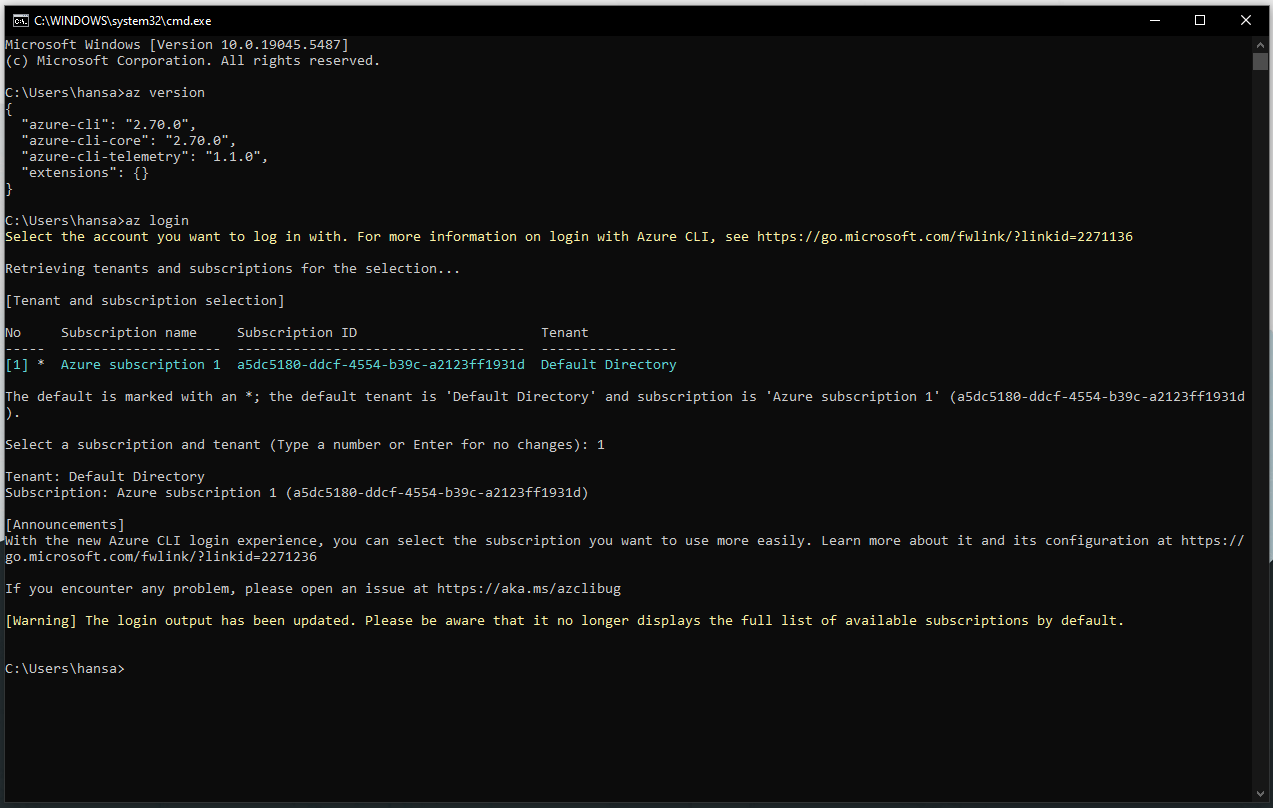 C:\WINDOWS\system32\cmd.exe
Microsoft Windows [Version 10.0.19045.5487]
(c) Microsoft Corporation. All rights reserved.
C:\Users\hansa>az version
{
  "azure-cli": "2.70.0",
  "azure-cli-core": "2.70.0",
  "azure-cli-telemetry": "1.1.0",
  "extensions": {}
}
C:\Users\hansa>az login
Select the account you want to log in with. For more information on login with Azure CLI, see https://go.microsoft.com/fwlink/?linkid=2271136
Retrieving tenants and subscriptions for the selection...
[Tenant and subscription selection]
No     Subscription name     Subscription ID                       Tenant
-----  --------------------  ------------------------------------  -----------------
[1] *  Azure subscription 1  a5dc5180-ddcf-4554-b39c-a2123ff1931d  Default Directory
The default is marked with an *; the default tenant is 'Default Directory' and subscription is 'Azure subscription 1' (a5dc5180-ddcf-4554-b39c-a2123ff1931d
).
Select a subscription and tenant (Type a number or Enter for no changes): 1
Tenant: Default Directory
Subscription: Azure subscription 1 (a5dc5180-ddcf-4554-b39c-a2123ff1931d)
[Announcements]
With the new Azure CLI login experience, you can select the subscription you want to use more easily. Learn more about it and its configuration at https://
go.microsoft.com/fwlink/?linkid=2271236
If you encounter any problem, please open an issue at https://aka.ms/azclibug
[Warning] The login output has been updated. Please be aware that it no longer displays the full list of available subscriptions by default.
C:\Users\hansa>